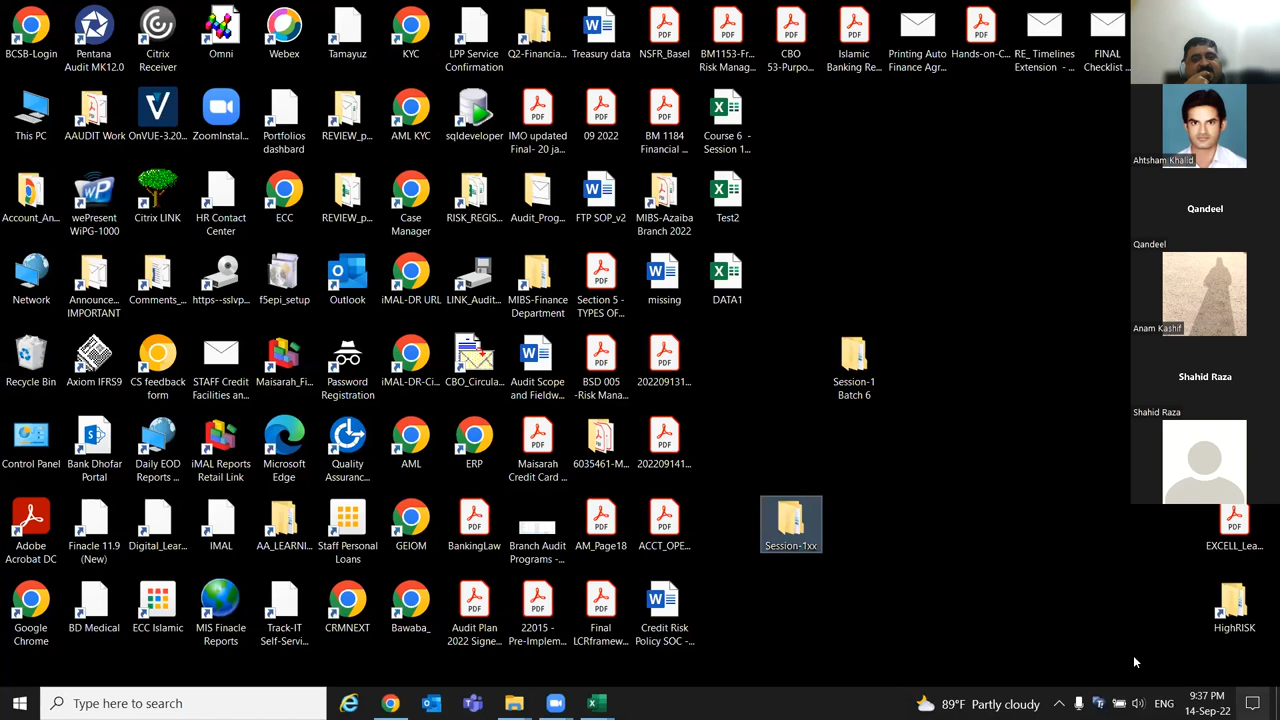 BCSB-Login
Pentana
Audit MK12.0
Citrix
Receiver
Omni
Webex
Tamayuz
KYC
LPP Service
Confirmation
Q2-Financia...
Treasury data
NSFR_Basel
BM1153-Fr...
Risk Manag...
CBO
53-Purpo...
Islamic
Banking Re...
Printing Auto
Finance Agr...
Hands-on-C...
RE_Timelines
Extension - ...
FINAL
Checklist ...
This PC
AAUDIT Work
OnVUE-3.20...
ZoomInstal...
Portfolios
dashbard
REVIEW_p...
AML KYC
sqldeveloper
IMO updated
Final- 20 ja...
09 2022
BM 1184
Financial ...
Course 6 -
Session 1...
Ahtsham Khalid
Account_An...
wePresent
WiPG-1000
Citrix LINK
HR Contact
Center
ECC
REVIEW_p...
Case
Manager
RISK_REGIS...
Audit_Prog...
FTP SOP_v2
MIBS-Azaiba
Branch 2022
Test2
Qandeel
Qandeel
Network
Announce...
IMPORTANT
Comments_...
https--sslvp...
f5epi_setup
Outlook
iMAL-DR URL
LINK_Audit...
MIBS-Finance
Department
Section 5 -
TYPES OF...
missing
DATA1
Anam Kashif
Recycle Bin
Axiom IFRS9
CS feedback
form
STAFF Credit
Facilities an...
Maisarah_Fi...
Password
Registration
iMAL-DR-Ci...
CBO_Circula...
Audit Scope
and Fieldw...
BSD 005
-Risk Mana...
202209131...
Session-1
Batch 6
Shahid Raza
Shahid Raza
Control Panel
Bank Dhofar
Portal
Daily EOD
Reports ...
iMAL Reports
Retail Link
Microsoft
Edge
Quality
Assuranc...
AML
ERP
Maisarah
Credit Card ...
6035461-M...
202209141...
Adobe
Acrobat DC
Finacle 11.9
(New)
Digital_Lear...
IMAL
AA_LEARNI...
Staff Personal
Loans
GEIOM
BankingLaw
Branch Audit
Programs -...
AM_Page18
ACCT_OPE...
Session-1xx
EXCELL_Lea...
Google
Chrome
BD Medical
ECC Islamic
MIS Finacle
Reports
Track-IT
Self-Servi...
CRMNEXT
Bawaba_
Audit Plan
2022 Signe...
22015 -
Pre-Implem...
Final
LCRframew...
Credit Risk
Policy SOC -...
HighRISK
Type here to search
89°F Partly cloudy
ENG
9:37 PM
14-Sep-22